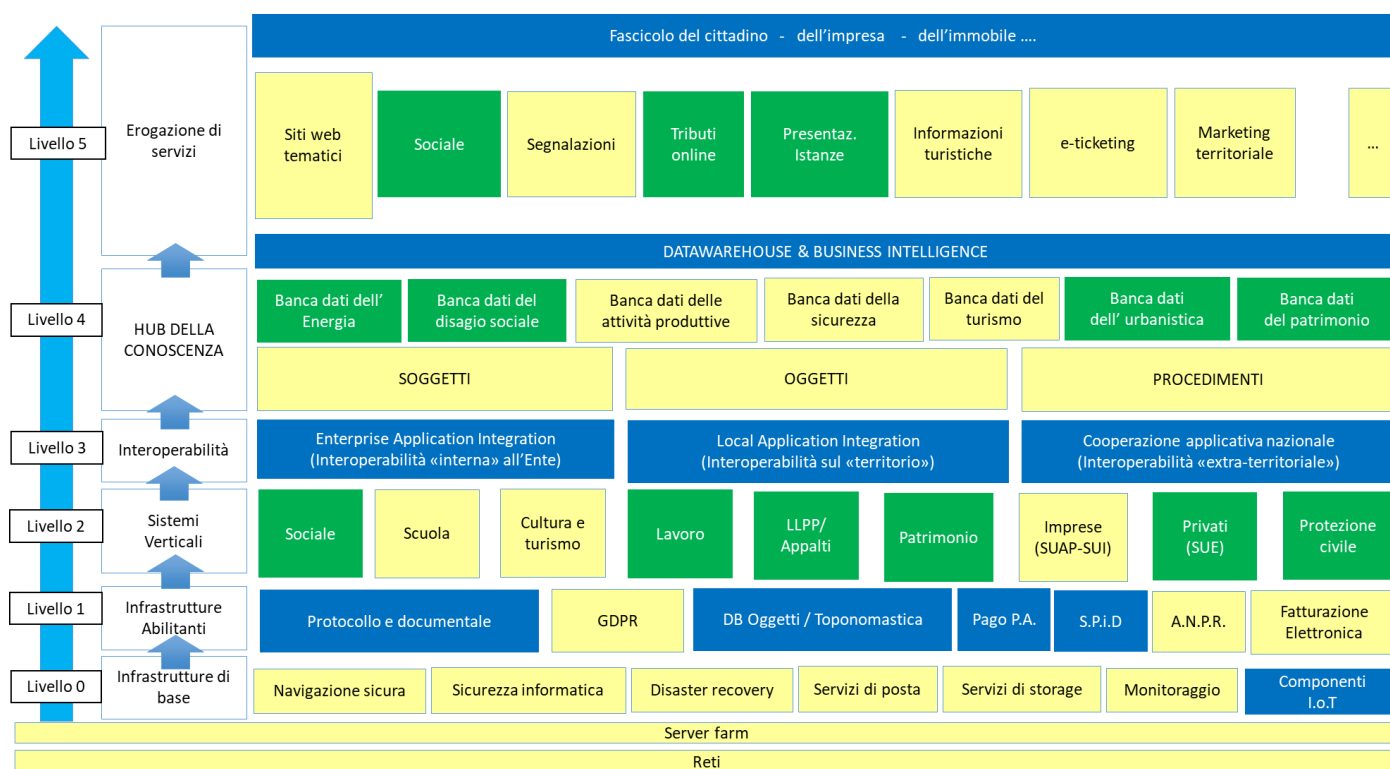 Fascicolo del cittadino - dell'impresa - dell'immobile ....
Livello 5
Erogazione di
servizi
Siti web
tematici
Sociale
Segnalazioni
Tributi
online
Presentaz.
Istanze
Informazioni
turistiche
e-ticketing
Marketing
territoriale
...
DATAWAREHOUSE & BUSINESS INTELLIGENCE
Livello 4
HUB DELLA
CONOSCENZA
Banca dati dell'
Energia
Banca dati del
disagio sociale
Banca dati delle
attività produttive
Banca dati della
sicurezza
Banca dati del
turismo
Banca dati
dell' urbanistica
Banca dati
del patrimonio
SOGGETTI
OGGETTI
PROCEDIMENTI
Livello 3
Interoperabilità
Enterprise Application Integration
(Interoperabilità «interna» all'Ente)
Local Application Integration
(Interoperabilità sul «territorio»)
Cooperazione applicativa nazionale
(Interoperabilità «extra-territoriale»)
Livello 2
Sistemi
Verticali
Sociale
Scuola
Cultura e
turismo
Lavoro
LLPP/
Appalti
Patrimonio
Imprese
(SUAP-SUI)
Privati
(SUE)
Protezione
civile
Livello 1
Infrastrutture
Abilitanti
Protocollo e documentale
GDPR
DB Oggetti / Toponomastica
Pago P.A.
S.P.i.D
A.N.P.R.
Fatturazione
Elettronica
Livello 0
Infrastrutture di
base
Navigazione sicura
Sicurezza informatica
Disaster recovery
Servizi di posta
Servizi di storage
Monitoraggio
Componenti
I.o.T
Server farm
Reti